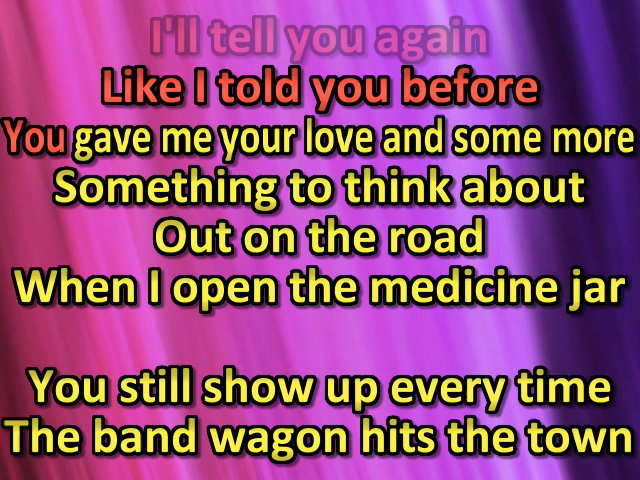 I'll tell you again
Like I told you before
You gave me your love and some more
Something to think about
Out on the road
When I open the medicine jar
You still show up every time
The band wagon hits the town